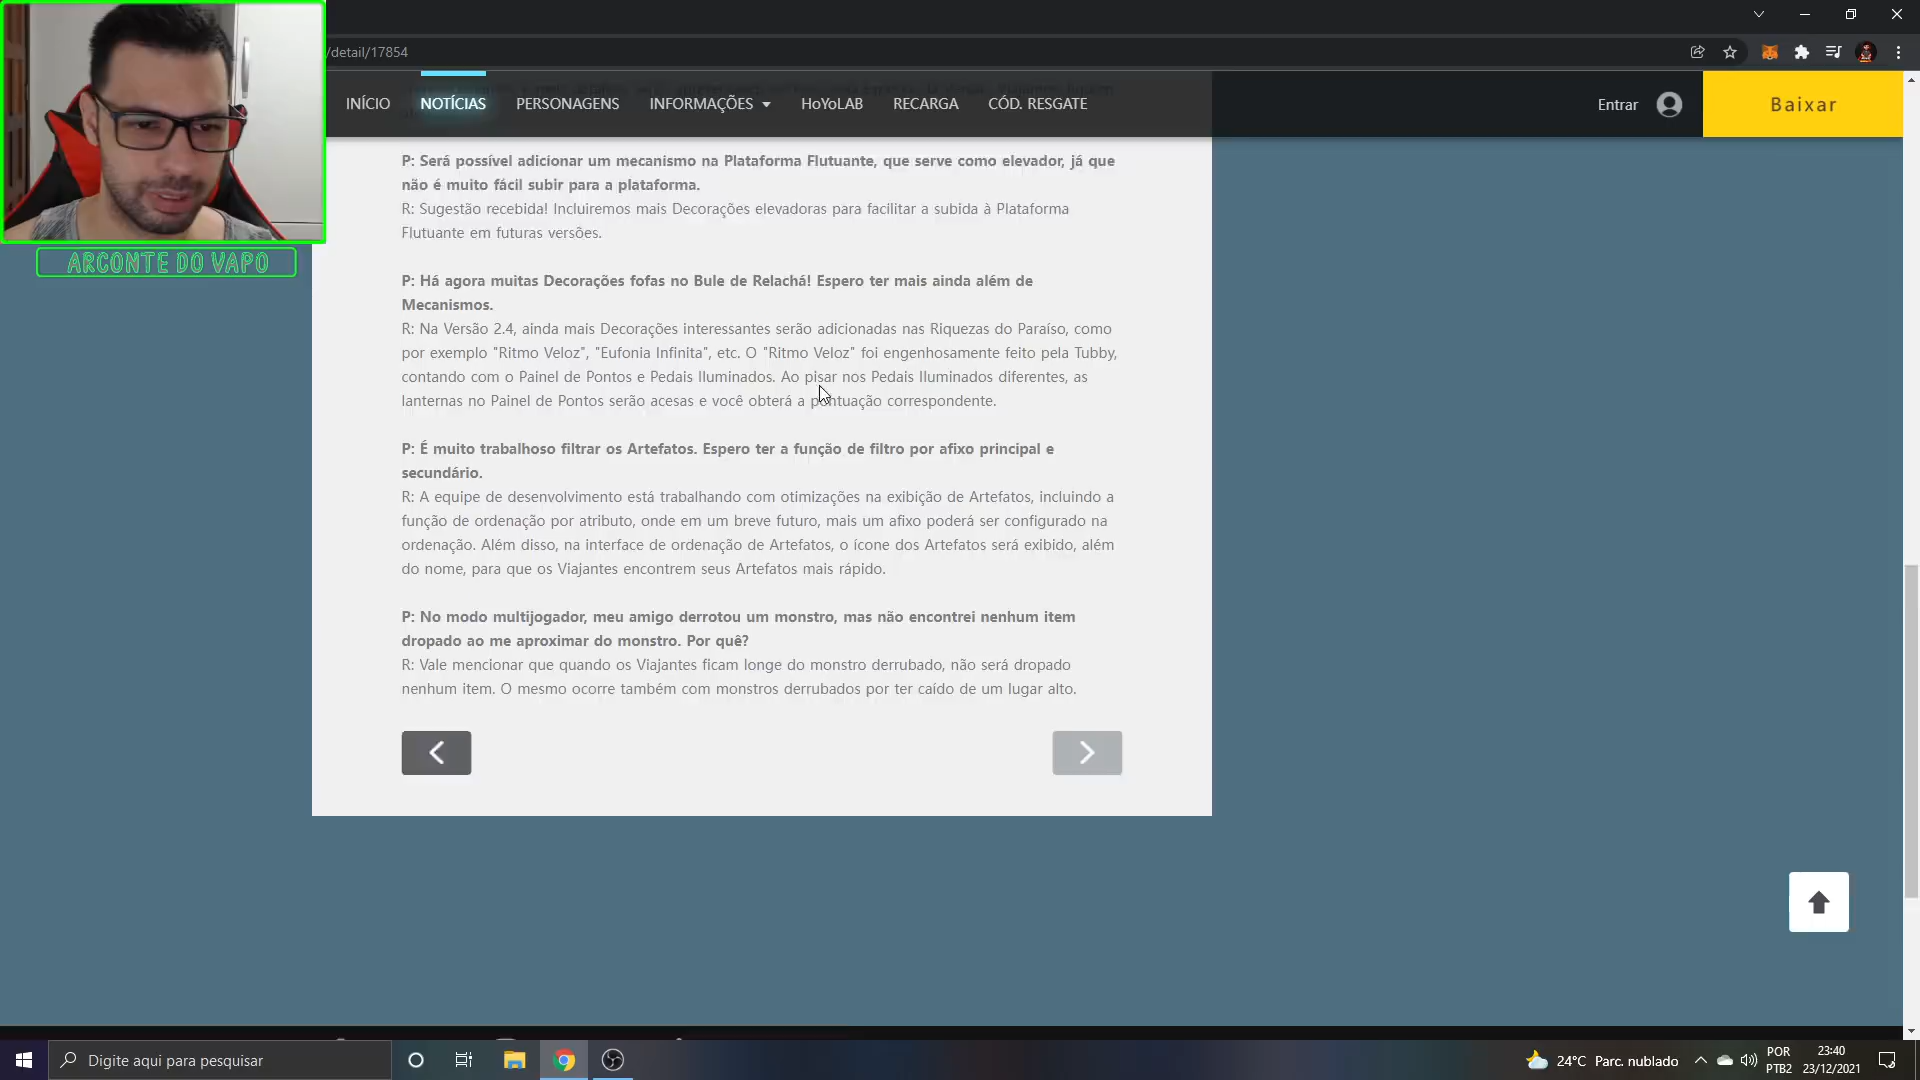 /detail/17854
INÍCIO NOTÍCIAS PERSONAGENS INFORMAÇÕES HoYoLAB RECARGA CÓD. RESGATE Entrar Baixar
P: Será possível adicionar um mecanismo na Plataforma Flutuante, que serve como elevador, já que
não é muito fácil subir para a plataforma.
R: Sugestão recebida! Incluiremos mais Decorações elevadoras para facilitar a subida à Plataforma
Flutuante em futuras versões.
ARCONTE DO VAPO
P: Há agora muitas Decorações fofas no Bule de Relachá! Espero ter mais ainda além de
Mecanismos.
R: Na Versão 2.4, ainda mais Decorações interessantes serão adicionadas nas Riquezas do Paraíso, como
por exemplo "Ritmo Veloz", "Eufonia Infinita", etc. O "Ritmo Veloz" foi engenhosamente feito pela Tubby,
contando com o Painel de Pontos e Pedais Iluminados. Ao pisar nos Pedais Iluminados diferentes, as
lanternas no Painel de Pontos serão acesas e você obterá a pontuação correspondente.
P: É muito trabalhoso filtrar os Artefatos. Espero ter a função de filtro por afixo principal e
secundário.
R: A equipe de desenvolvimento está trabalhando com otimizações na exibição de Artefatos, incluindo a
função de ordenação por atributo, onde em um breve futuro, mais um afixo poderá ser configurado na
ordenação. Além disso, na interface de ordenação de Artefatos, o ícone dos Artefatos será exibido, além
do nome, para que os Viajantes encontrem seus Artefatos mais rápido.
P: No modo multijogador, meu amigo derrotou um monstro, mas não encontrei nenhum item
dropado ao me aproximar do monstro. Por quê?
R: Vale mencionar que quando os Viajantes ficam longe do monstro derrubado, não será dropado
nenhum item. O mesmo ocorre também com monstros derrubados por ter caído de um lugar alto.
Digite aqui para pesquisar
24°C Parc. nublado
POR
PTB2
23:40
23/12/2021